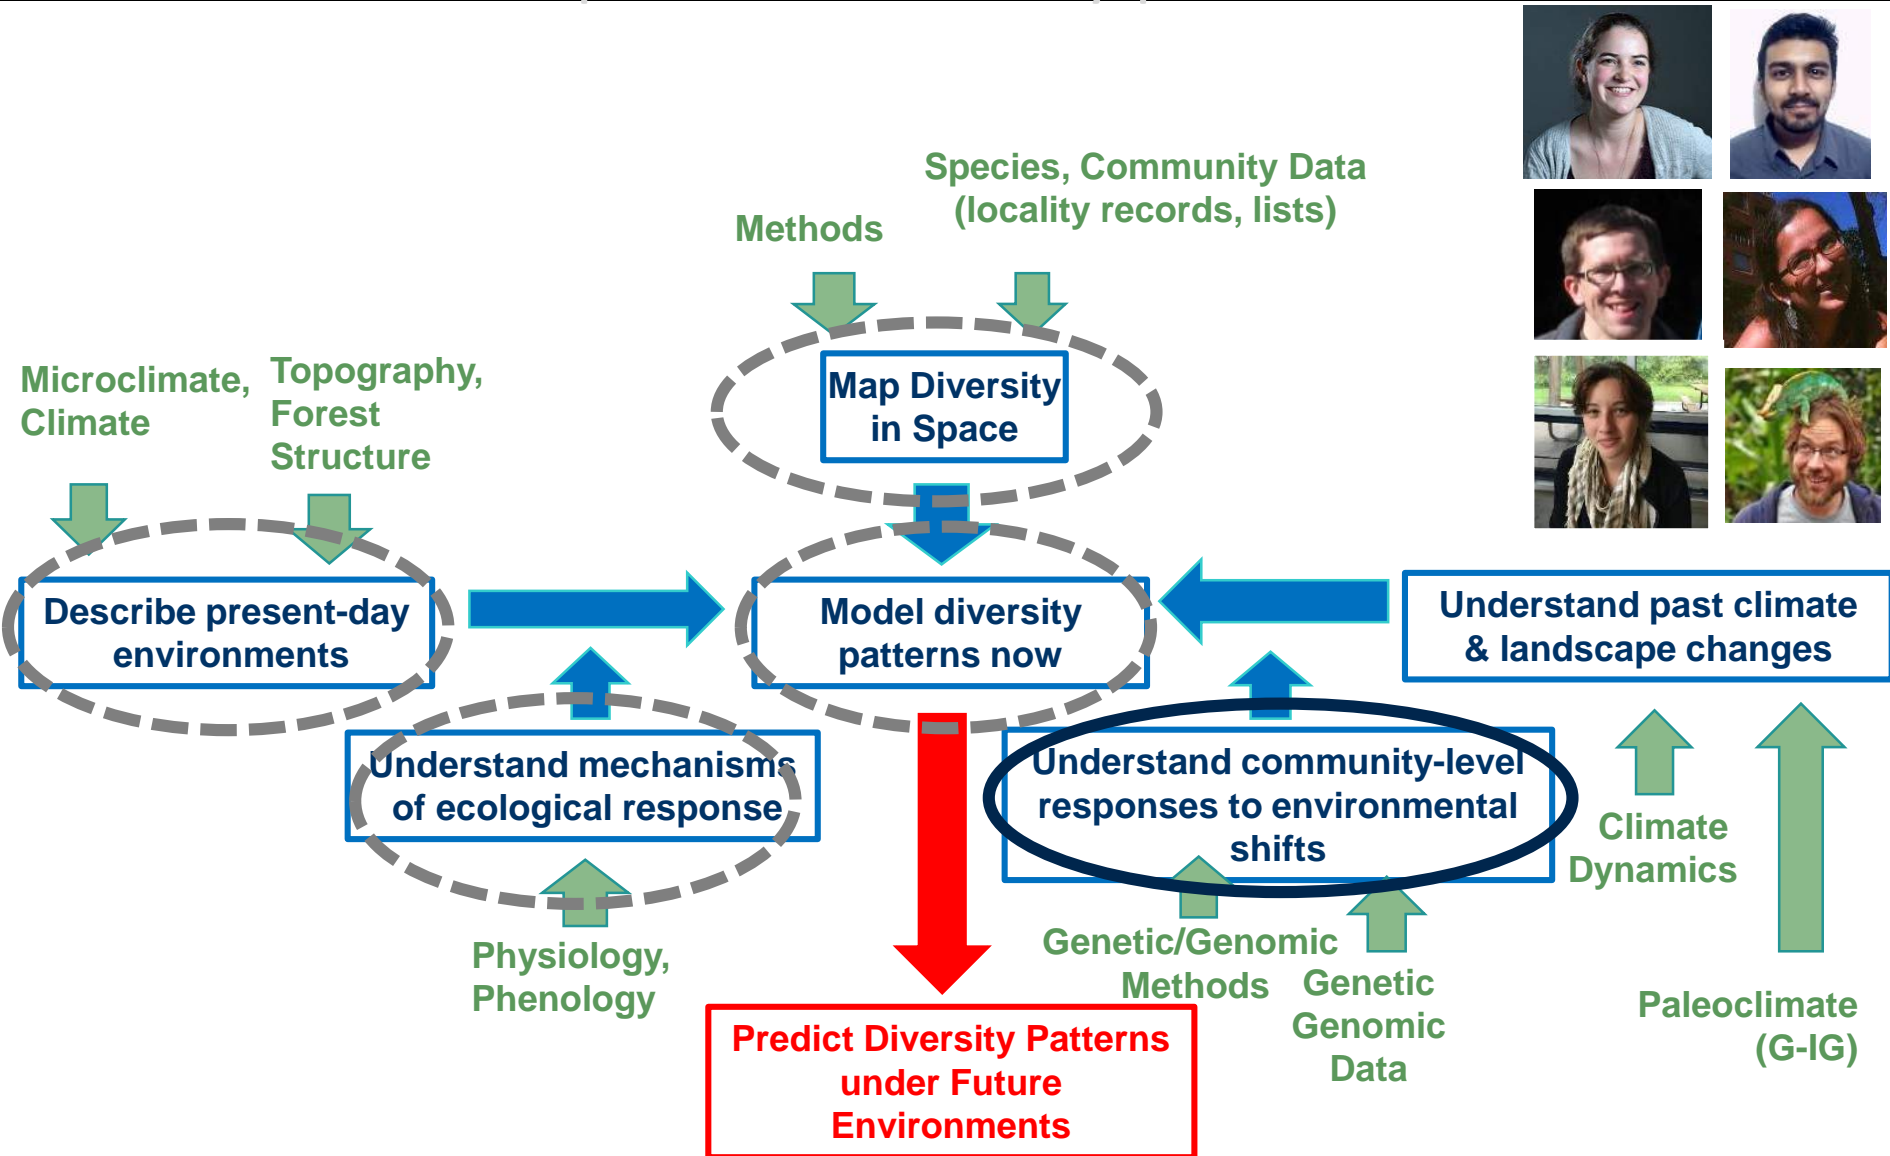 Species, Community Data
(locality records, lists)
Methods
Microclimate,
Climate
Topography,
Forest
Structure
Map Diversity
in Space
Describe present-day
environments
Model diversity
patterns now
Understand past climate
& landscape changes
Understand mechanisms
of ecological response
Understand community-level
responses to environmental
shifts
Climate
Dynamics
Physiology,
Phenology
Genetic/Genomic
Methods
Genetic
Genomic
Data
Paleoclimate
(G-IG)
Predict Diversity Patterns
under Future
Environments